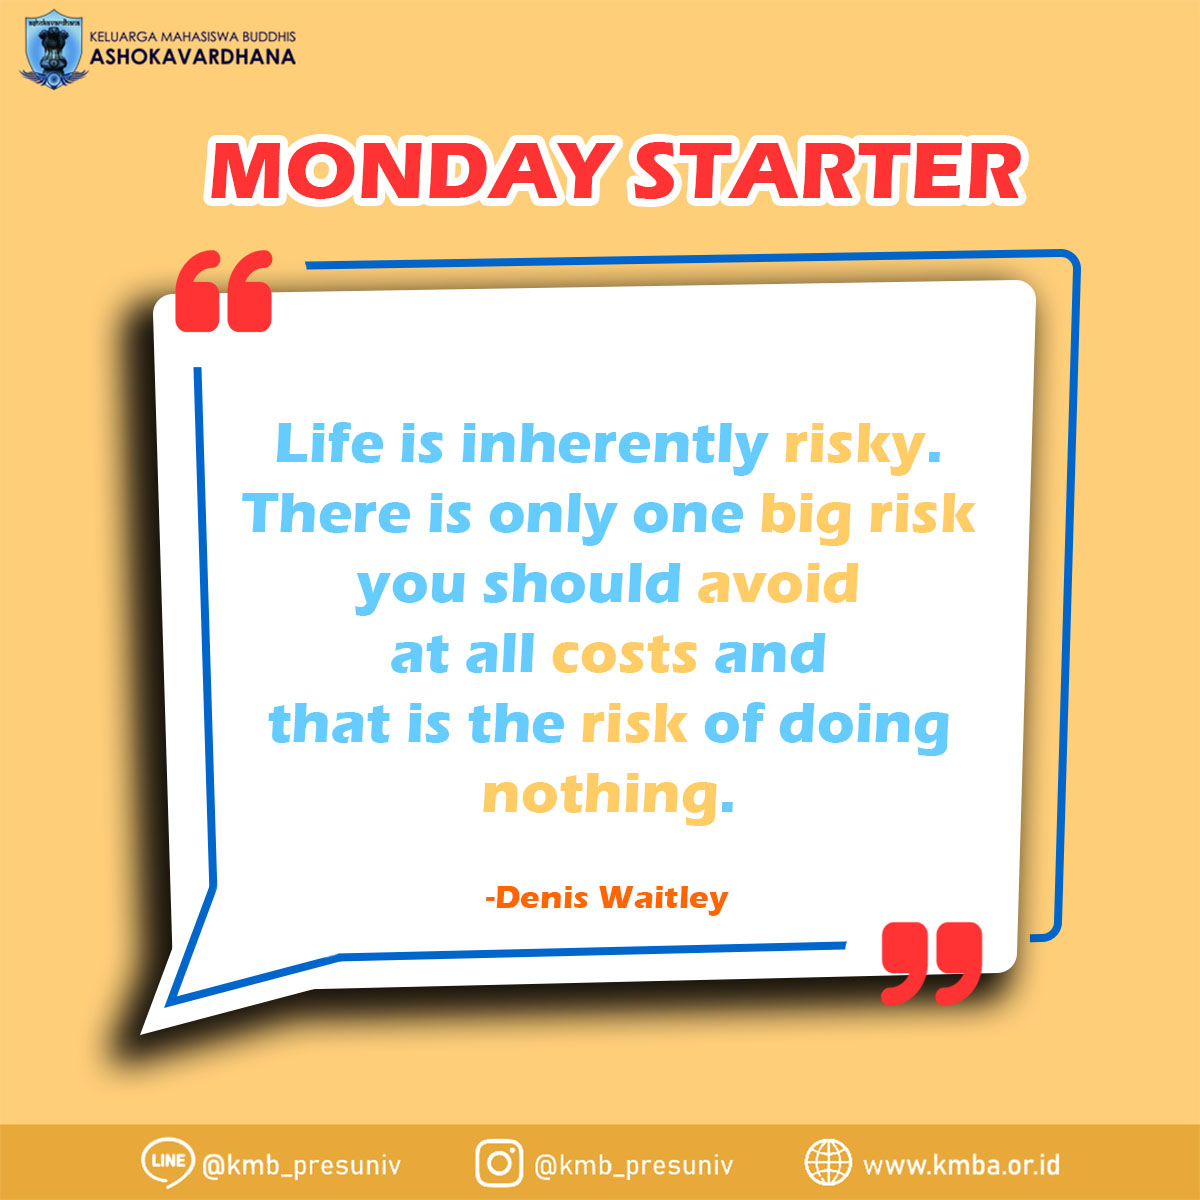 ashokavardhana
KELUARGA MAHASISWA BUDDHIS
ASHOKAVARDHANA
MONDAY STARTER
“
Life is inherently risky.
There is only one big risk
you should avoid
at all costs and
that is the risk of doing
nothing.
-Denis Waitley
”
LINE @kmb_presuniv @kmb_presuniv www.kmba.or.id